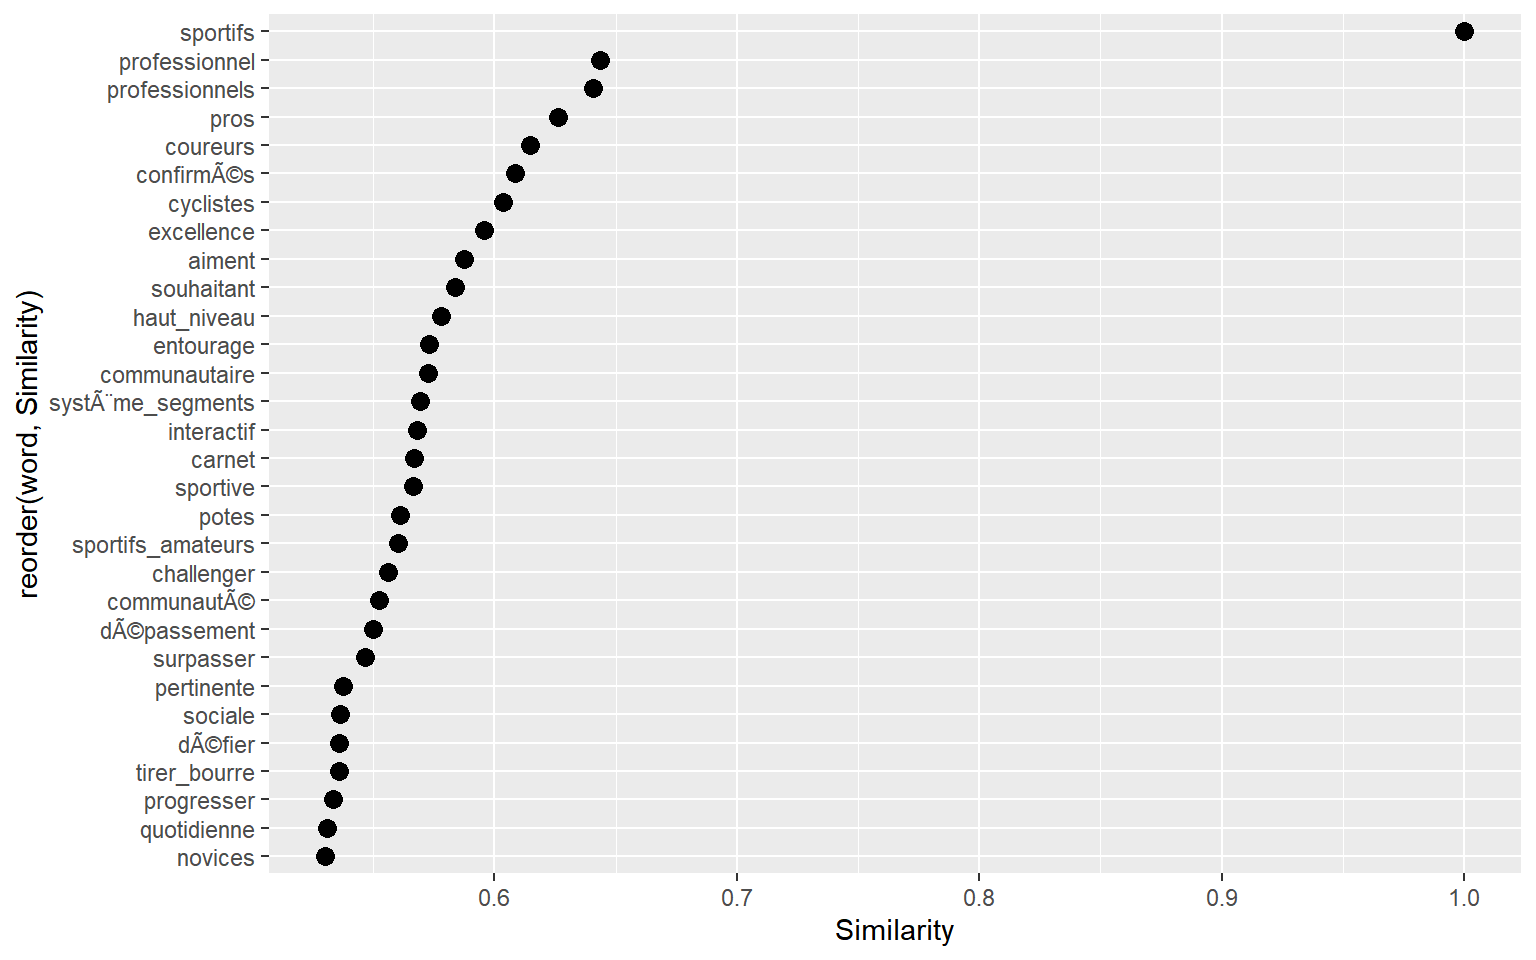 sportifs
professionnel
professionnels
pros
coureurs
confirmÃ©s
cyclistes
excellence
aiment
souhaitant
haut_niveau
entourage
communautaire
systÃ¨me_segments
interactif
carnet
sportive
potes
sportifs_amateurs
challenger
communautÃ©
dÃ©passement
surpasser
pertinente
sociale
dÃ©fier
tirer_bourre
progresser
quotidienne
novices
reorder(word, Similarity)
0.6 0.7 0.8 0.9 1.0
Similarity